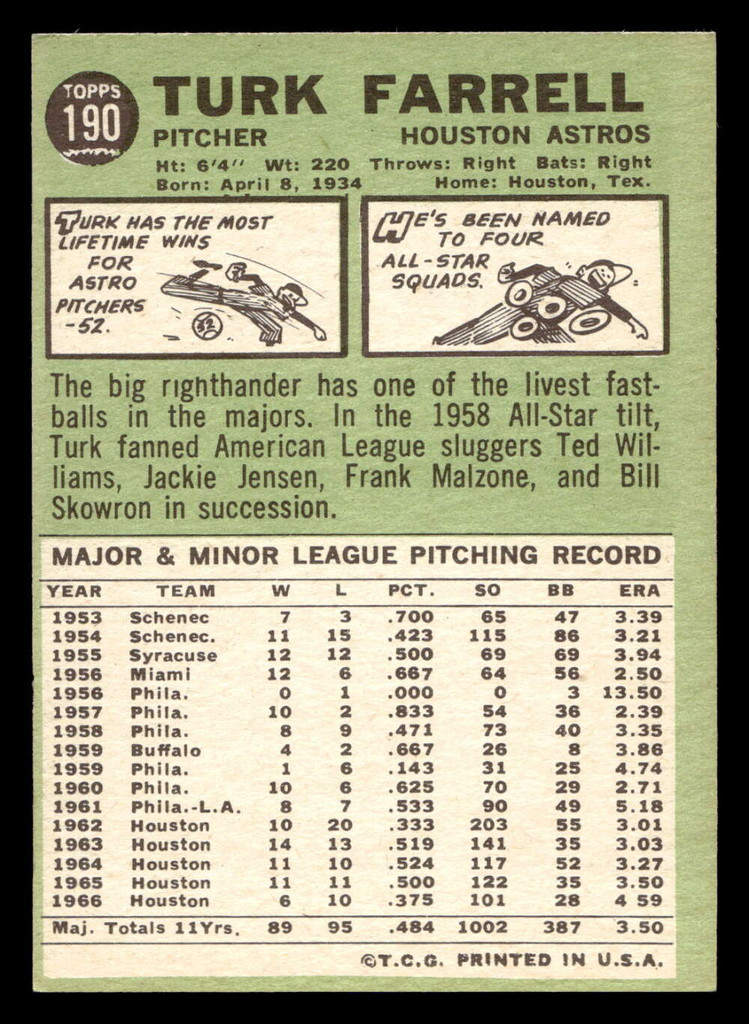 TOPPS
190
TURK FARRELL
PITCHER HOUSTON ASTROS
Ht: 6'4" Wt: 220 Throws: Right Bats: Right
Born: April 8, 1934 Home: Houston, Tex.
TURK HAS THE MOST
LIFETIME WINS
FOR
ASTRO
PITCHERS
-52.
52
HE'S BEEN NAMED
TO FOUR
ALL-STAR
SQUADS.
The big righthander has one of the livest fast-
balls in the majors. In the 1958 All-Star tilt,
Turk fanned American League sluggers Ted Wil-
liams, Jackie Jensen, Frank Malzone, and Bill
Skowron in succession.
MAJOR & MINOR LEAGUE PITCHING RECORD
YEAR TEAM W L PCT. SO BB ERA
1953 Schenec 7 3 .700 65 47 3.39
1954 Schenec. 11 15 .423 115 86 3.21
1955 Syracuse 12 12 .500 69 69 3.94
1956 Miami 12 6 .667 64 56 2.50
1956 Phila. 0 1 .000 0 3 13.50
1957 Phila. 10 2 .833 54 36 2.39
1958 Phila. 8 9 .471 73 40 3.35
1959 Buffalo 4 2 .667 26 8 3.86
1959 Phila. 1 6 .143 31 25 4.74
1960 Phila. 10 6 .625 70 29 2.71
1961 Phila.-L.A. 8 7 .533 90 49 5.18
1962 Houston 10 20 .333 203 55 3.01
1963 Houston 14 13 .519 141 35 3.03
1964 Houston 11 10 .524 117 52 3.27
1965 Houston 11 11 .500 122 35 3.50
1966 Houston 6 10 .375 101 28 4 59
Maj. Totals 11Yrs. 89 95 .484 1002 387 3.50
©T.C.G. PRINTED IN U.S.A.